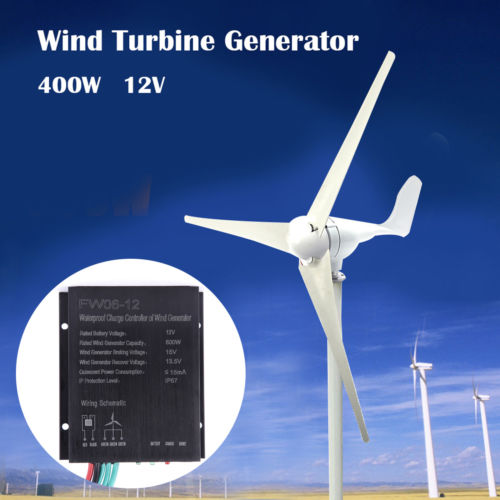 Wind Turbine Generator
400W 12V
FW06-12
Waterproof Charge Controller of Wind Generator
Rated Battery Voltage: 12V
Rated Wind Generator Capacity: 600W
Wind Generator Braking Voltage: 15V
Wind Generator Recover Voltage: 13.5V
Quiescent Power Consumption: ≤ 15mA
IP Protection Level: IP67
Wiring Schematic